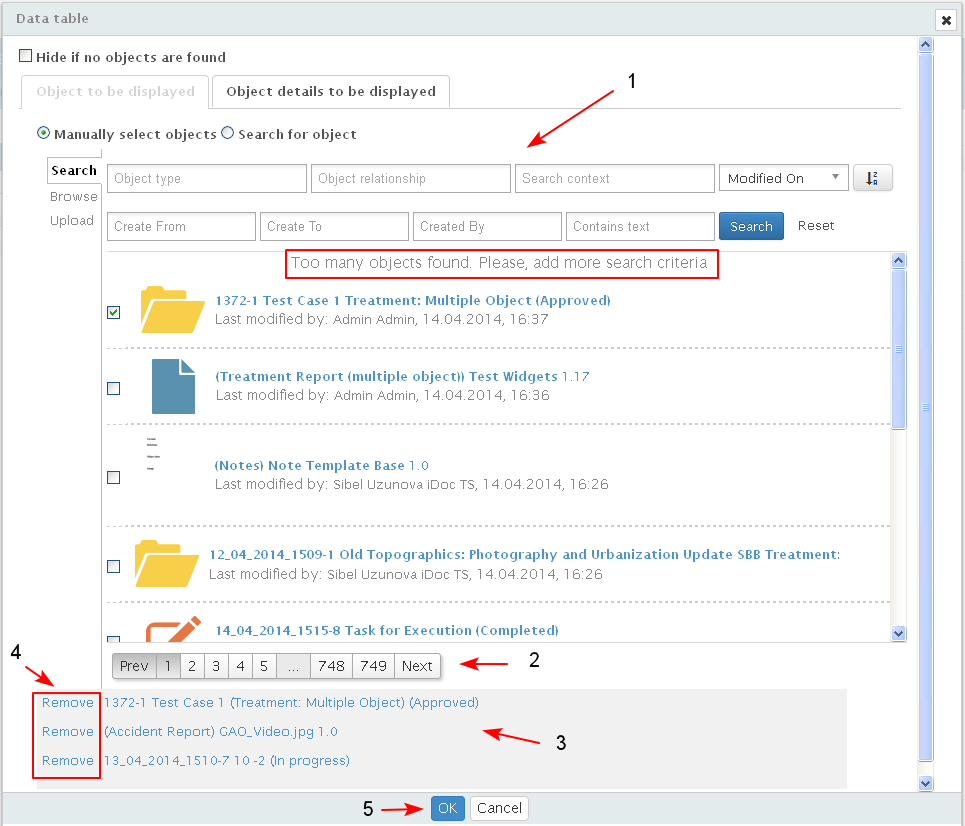 Data table
Hide if no objects are found
Object to be displayed Object details to be displayed
1
Manually select objects Search for object
Search
Browse
Upload
Object type Object relationship Search context Modified On
Create From Create To Created By Contains text Search Reset
Too many objects found. Please, add more search criteria
1372-1 Test Case 1 Treatment: Multiple Object (Approved)
Last modified by: Admin Admin, 14.04.2014, 16:37
(Treatment Report (multiple object)) Test Widgets 1.17
Last modified by: Admin Admin, 14.04.2014, 16:36
(Notes) Note Template Base 1.0
Last modified by: Sibel Uzunova iDoc TS, 14.04.2014, 16:26
12_04_2014_1509-1 Old Topographics: Photography and Urbanization Update SBB Treatment:
Last modified by: Sibel Uzunova iDoc TS, 14.04.2014, 16:26
14_04_2014_1515-8 Task for Execution (Completed)
Prev 1 2 3 4 5 ... 748 749 Next
2
4
Remove 1372-1 Test Case 1 (Treatment: Multiple Object) (Approved)
Remove (Accident Report) GAO_Video.jpg 1.0
3
Remove 13_04_2014_1510-7 10 -2 (In progress)
5 OK Cancel